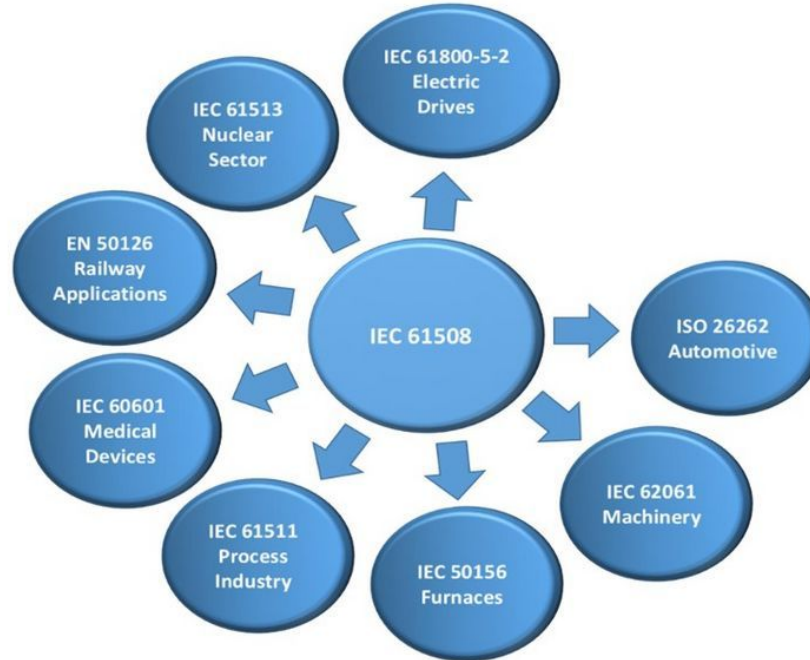 IEC 61800-5-2
Electric
Drives
IEC 61513
Nuclear
Sector
EN 50126
Railway
Applications
IEC 61508
ISO 26262
Automotive
IEC 60601
Medical
Devices
IEC 62061
Machinery
IEC 61511
Process
Industry
IEC 50156
Furnaces